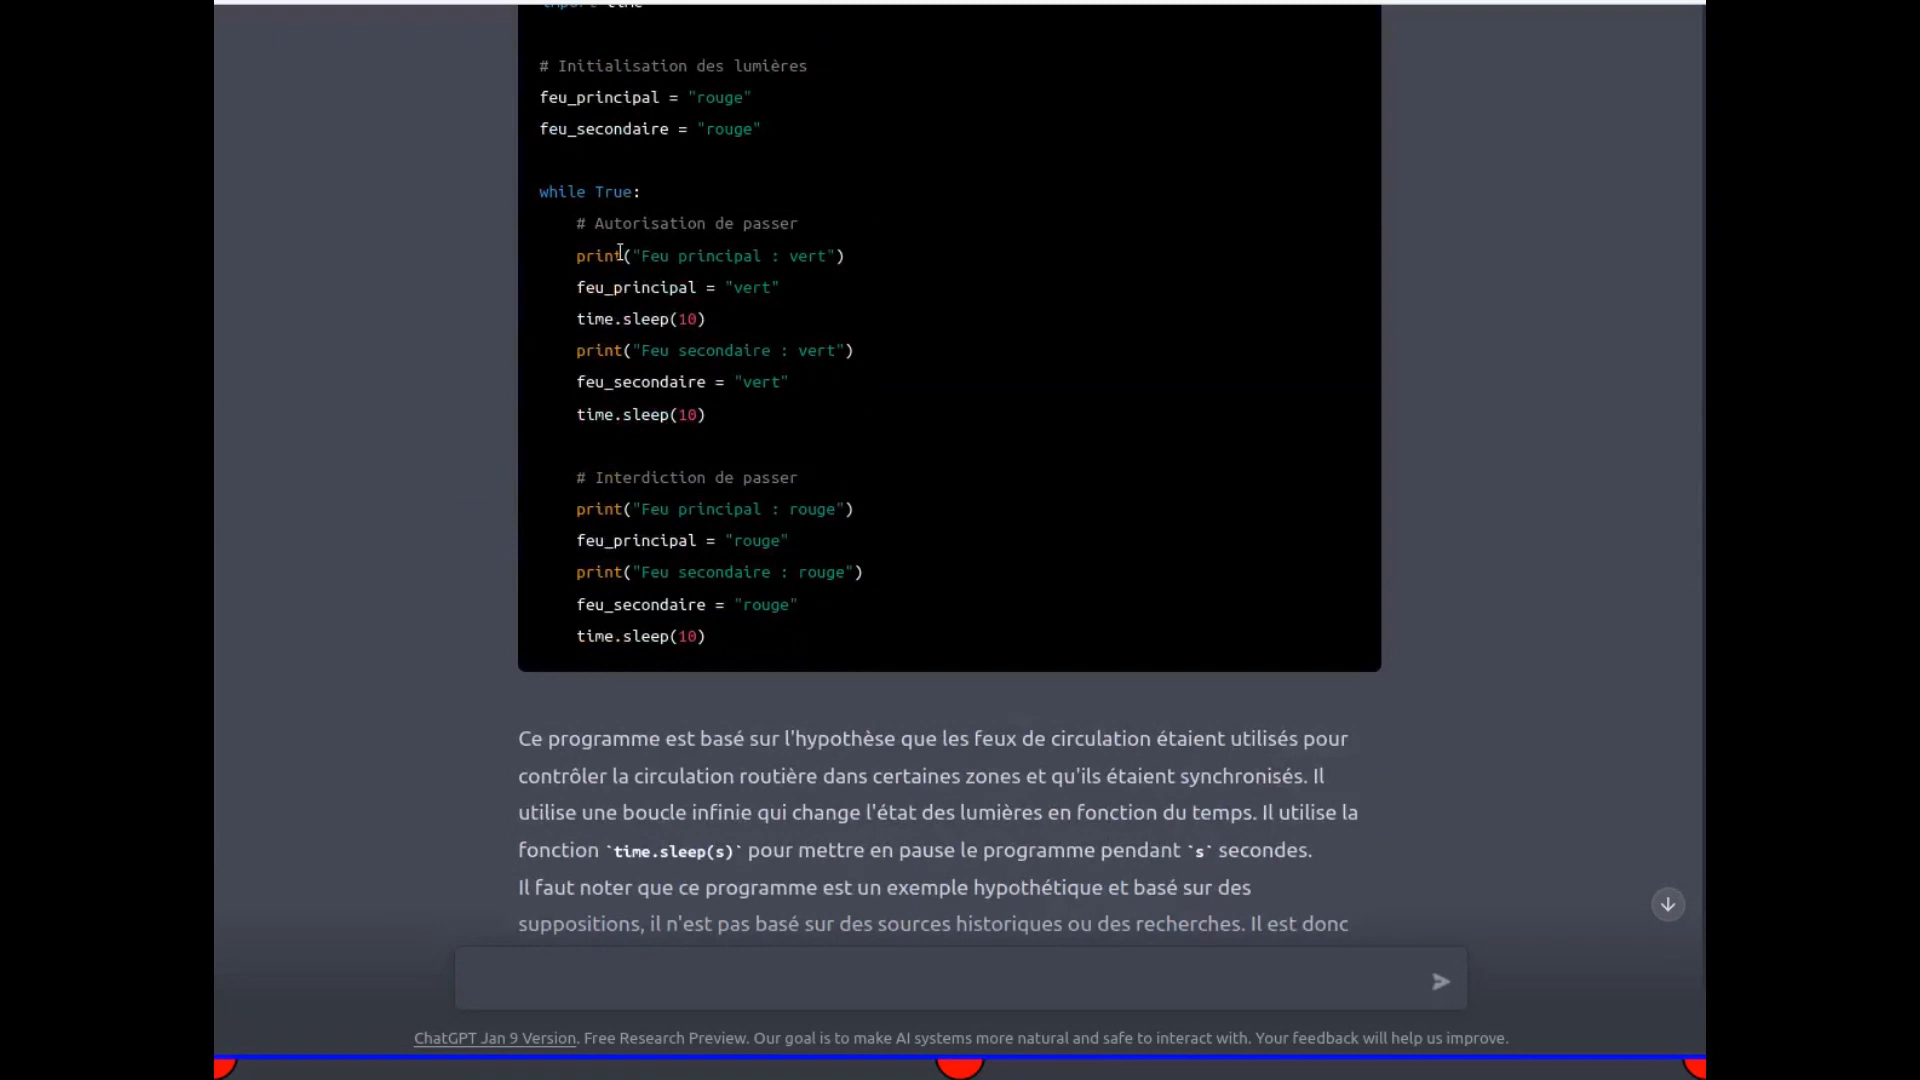 import time
# Initialisation des lumières
feu_principal = "rouge"
feu_secondaire = "rouge"
while True:
    # Autorisation de passer
    print("Feu principal : vert")
    feu_principal = "vert"
    time.sleep(10)
    print("Feu secondaire : vert")
    feu_secondaire = "vert"
    time.sleep(10)
    # Interdiction de passer
    print("Feu principal : rouge")
    feu_principal = "rouge"
    print("Feu secondaire : rouge")
    feu_secondaire = "rouge"
    time.sleep(10)
Ce programme est basé sur l'hypothèse que les feux de circulation étaient utilisés pour
contrôler la circulation routière dans certaines zones et qu'ils étaient synchronisés. Il
utilise une boucle infinie qui change l'état des lumières en fonction du temps. Il utilise la
fonction `time.sleep(s)` pour mettre en pause le programme pendant `s` secondes.
Il faut noter que ce programme est un exemple hypothétique et basé sur des
suppositions, il n'est pas basé sur des sources historiques ou des recherches. Il est donc
ChatGPT Jan 9 Version. Free Research Preview. Our goal is to make AI systems more natural and safe to interact with. Your feedback will help us improve.